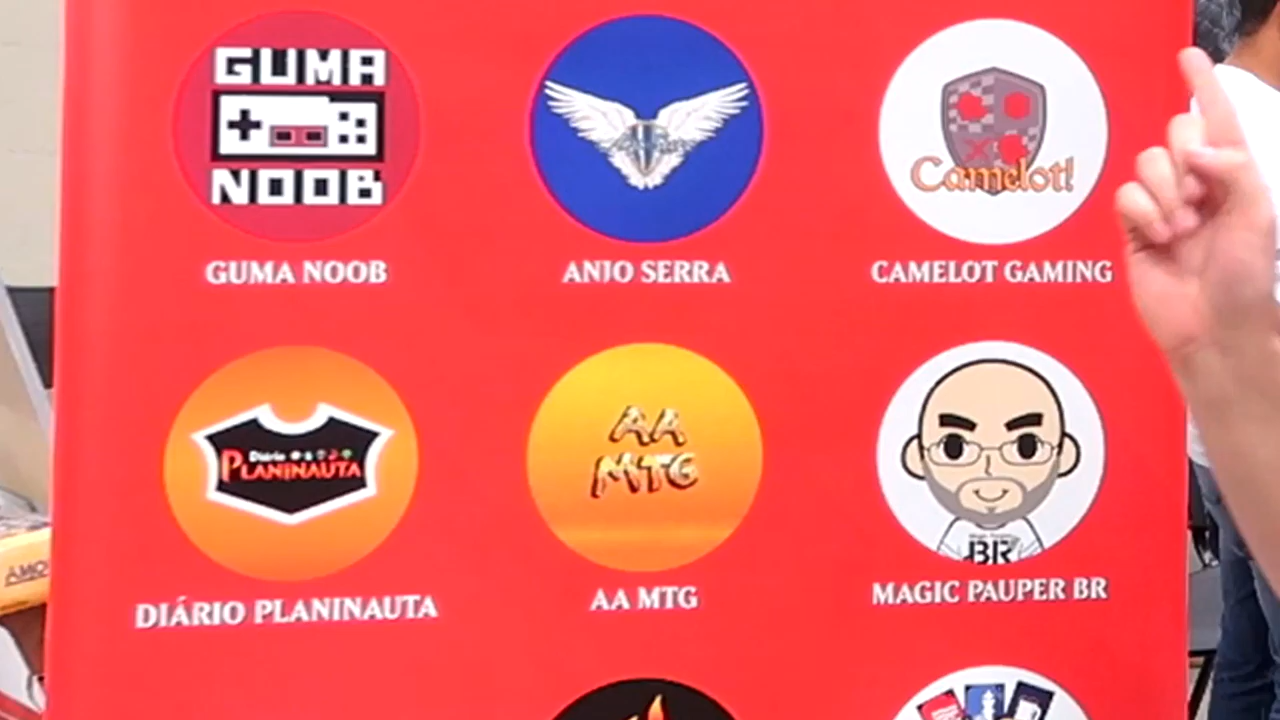 GUMA
NOOB
Camelot!
GUMA NOOB
ANJO SERRA
CAMELOT GAMING
Diário
PLANINAUTA
AA
MTG
BR
DIÁRIO PLANINAUTA
AA MTG
MAGIC PAUPER BR